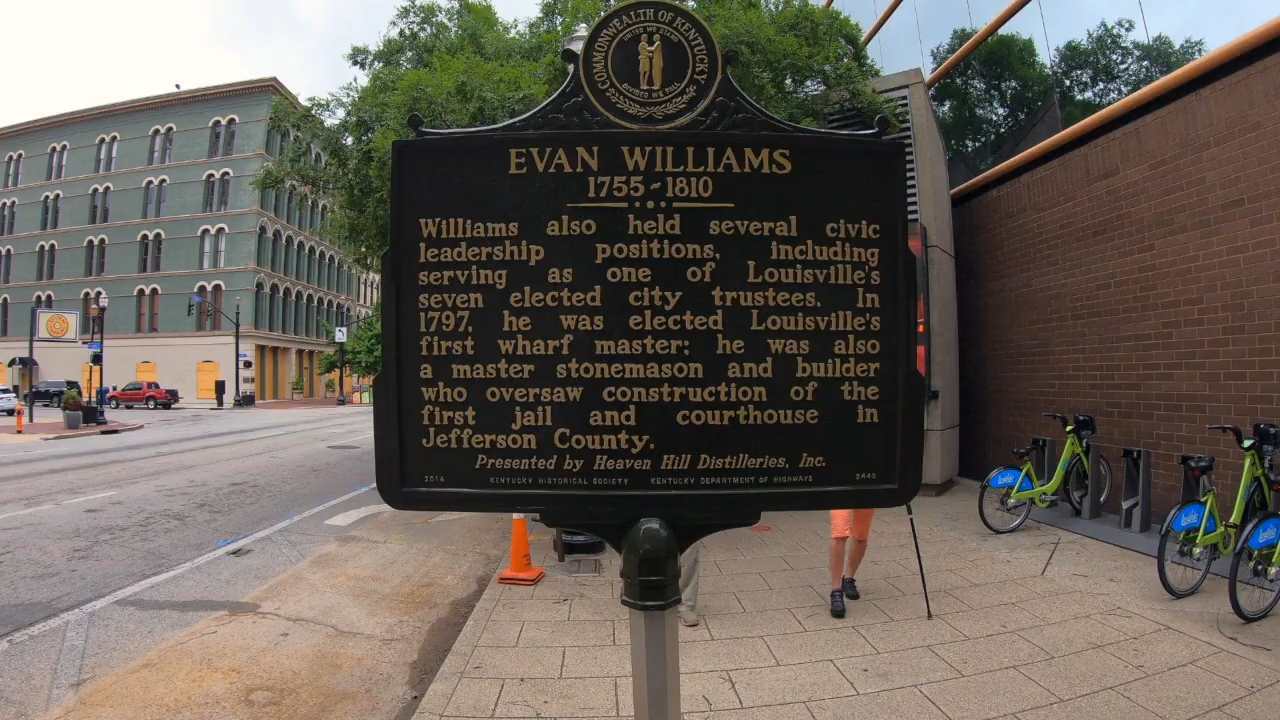 COMMONWEALTH OF KENTUCKY
UNITED WE STAND
DIVIDED WE FALL
EVAN WILLIAMS
1755-1810
Williams also held several civic
leadership positions, including
serving as one of Louisville's
seven elected city trustees. In
1797, he was elected Louisville's
first wharf master; he was also
a master stonemason and builder
who oversaw construction of the
first jail and courthouse in
Jefferson County.
Presented by Heaven Hill Distilleries, Inc.
2014 KENTUCKY HISTORICAL SOCIETY KENTUCKY DEPARTMENT OF HIGHWAYS 2445